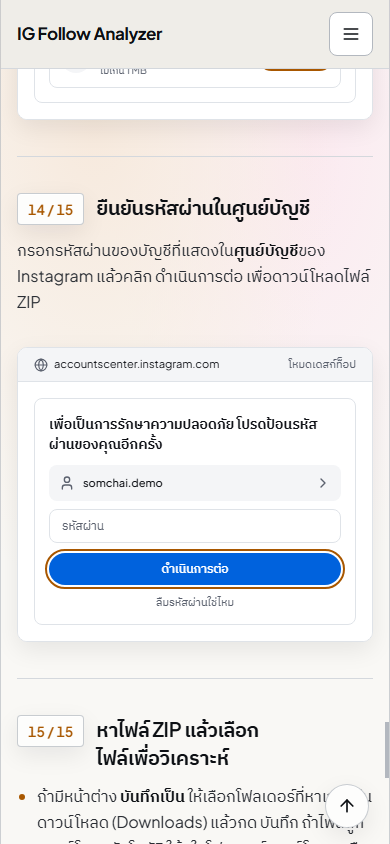 IG Follow Analyzer
ไม่เกิน 1 MB
14 / 15
ยืนยันรหัสผ่านในศูนย์บัญชี
กรอกรหัสผ่านของบัญชีที่แสดงในศูนย์บัญชีของ
Instagram แล้วคลิก ดำเนินการต่อ เพื่อดาวน์โหลดไฟล์
ZIP
accountscenter.instagram.com
โหมดเดสก์ท็อป
เพื่อเป็นการรักษาความปลอดภัย โปรดป้อนรหัส
ผ่านของคุณอีกครั้ง
somchai.demo
รหัสผ่าน
ดำเนินการต่อ
ลืมรหัสผ่านใช่ไหม
15 / 15
หาไฟล์ ZIP แล้วเลือก
ไฟล์เพื่อวิเคราะห์
ถ้ามีหน้าต่าง บันทึกเป็น ให้เลือกโฟลเดอร์ที่หา
ดาวน์โหลด (Downloads) แล้วกด บันทึก ถ้าไฟล์ถูก